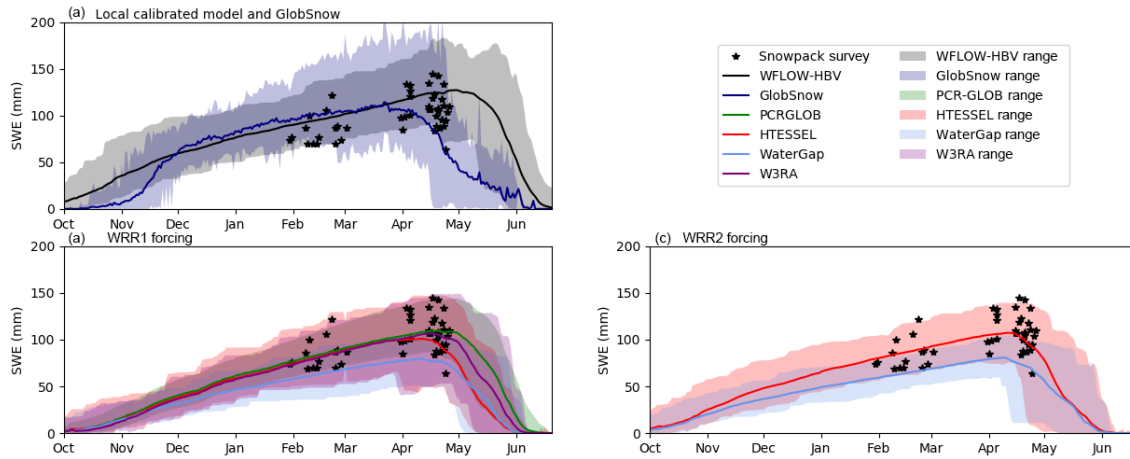 (a) Local calibrated model and GlobSnow
200
150
100
50
0
SWE (mm)
Oct Nov Dec Jan Feb Mar Apr May Jun
Snowpack survey
WFLOW-HBV
GlobSnow
PCRGLOB
HTESSEL
WaterGap
W3RA
WFLOW-HBV range
GlobSnow range
PCR-GLOB range
HTESSEL range
WaterGap range
W3RA range
(a) WRR1 forcing
200
150
100
50
0
SWE (mm)
Oct Nov Dec Jan Feb Mar Apr May Jun
(c) WRR2 forcing
200
150
100
50
0
SWE (mm)
Oct Nov Dec Jan Feb Mar Apr May Jun